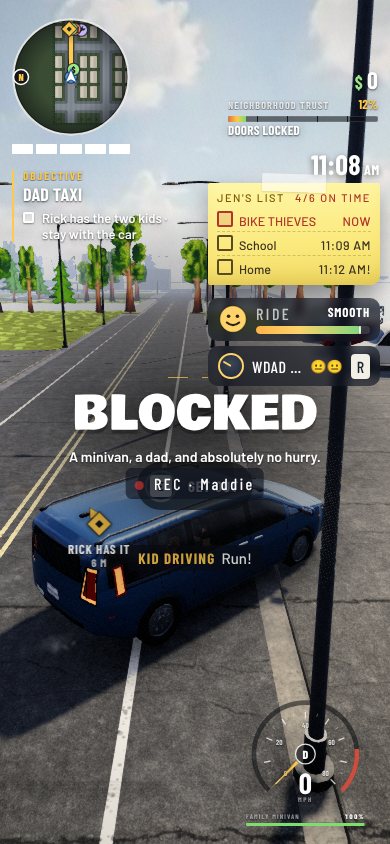 N
$ 0
NEIGHBORHOOD TRUST 12%
DOORS LOCKED
11:08 AM
OBJECTIVE
DAD TAXI
Rick has the two kids · stay with the car
JEN'S LIST 4/6 ON TIME
BIKE THIEVES NOW
School 11:09 AM
Home 11:12 AM!
RIDE SMOOTH
WDAD ... R
BLOCKED
A minivan, a dad, and absolutely no hurry.
REC · Maddie
RICK HAS IT
6 M
KID DRIVING Run!
20
40
60
80
D
0
MPH
FAMILY MINIVAN 100%